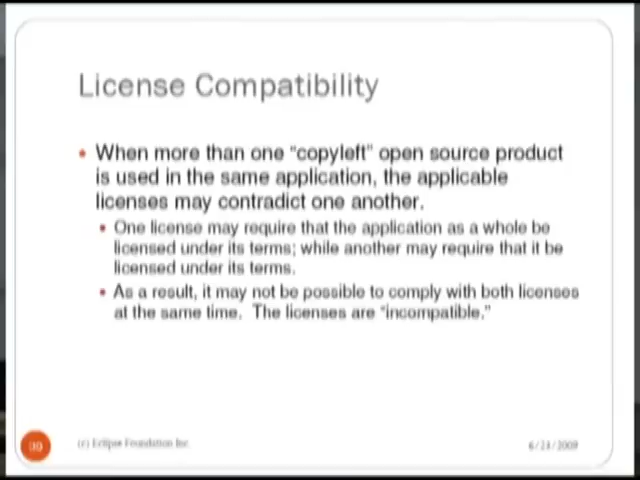 License Compatibility
• When more than one "copyleft" open source product
is used in the same application, the applicable
licenses may contradict one another.
• One license may require that the application as a whole be
licensed under its terms; while another may require that it be
licensed under its terms.
• As a result, it may not be possible to comply with both licenses
at the same time. The licenses are "incompatible."
(c) Eclipse Foundation Inc.